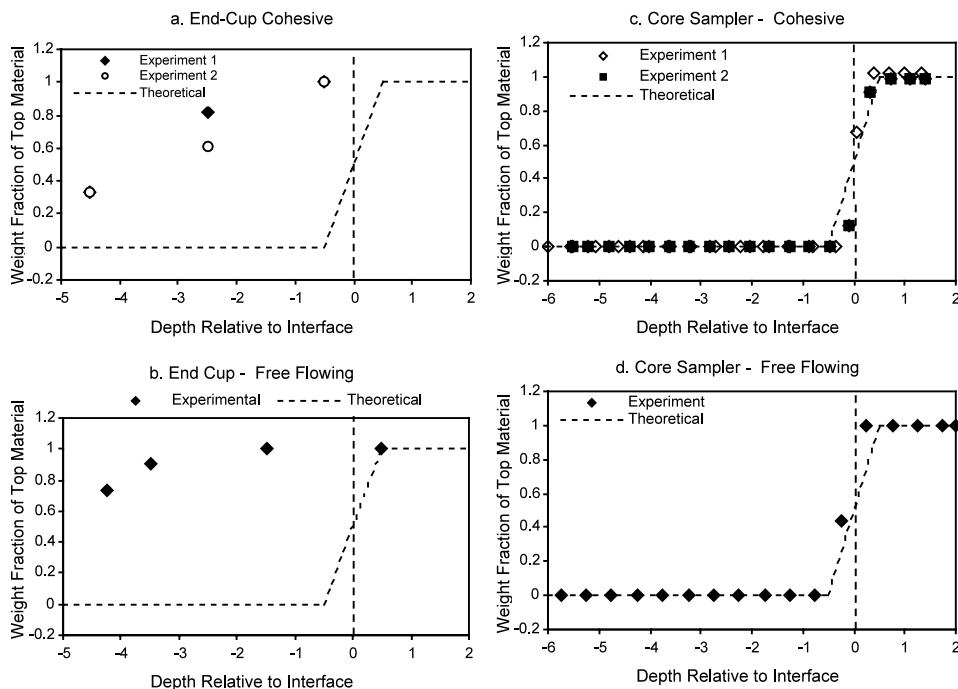 a. End-Cup Cohesive
Weight Fraction of Top Material
1.2
1
0.8
0.6
0.4
0.2
0
-0.2
Experiment 1
Experiment 2
Theoretical
-5 -4 -3 -2 -1 0 1 2
Depth Relative to Interface
c. Core Sampler - Cohesive
Weight Fraction of Top Material
1.2
1
0.8
0.6
0.4
0.2
0
-0.2
Experiment 1
Experiment 2
Theoretical
-6 -5 -4 -3 -2 -1 0 1 2
Depth Relative to Interface
b. End Cup - Free Flowing
Experimental Theoretical
Weight Fraction of Top Material
1.2
1
0.8
0.6
0.4
0.2
0
-0.2
-5 -4 -3 -2 -1 0 1 2
Depth Relative to Interface
d. Core Sampler - Free Flowing
Weight Fraction of Top Material
1.2
1
0.8
0.6
0.4
0.2
0
-0.2
Experiment
Theoretical
-6 -5 -4 -3 -2 -1 0 1 2
Depth Relative to Interface